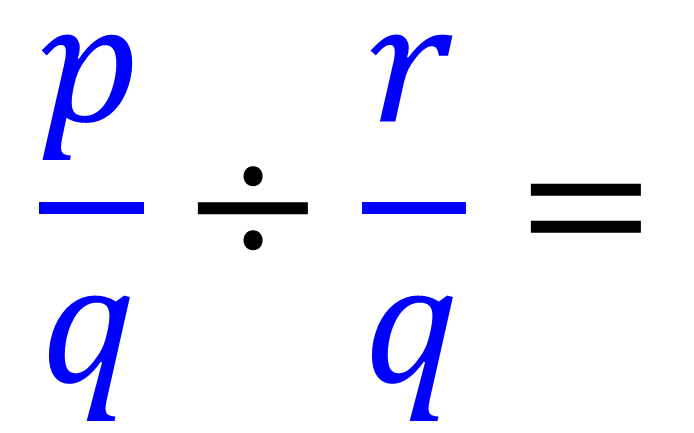 p/q ÷ r/q =